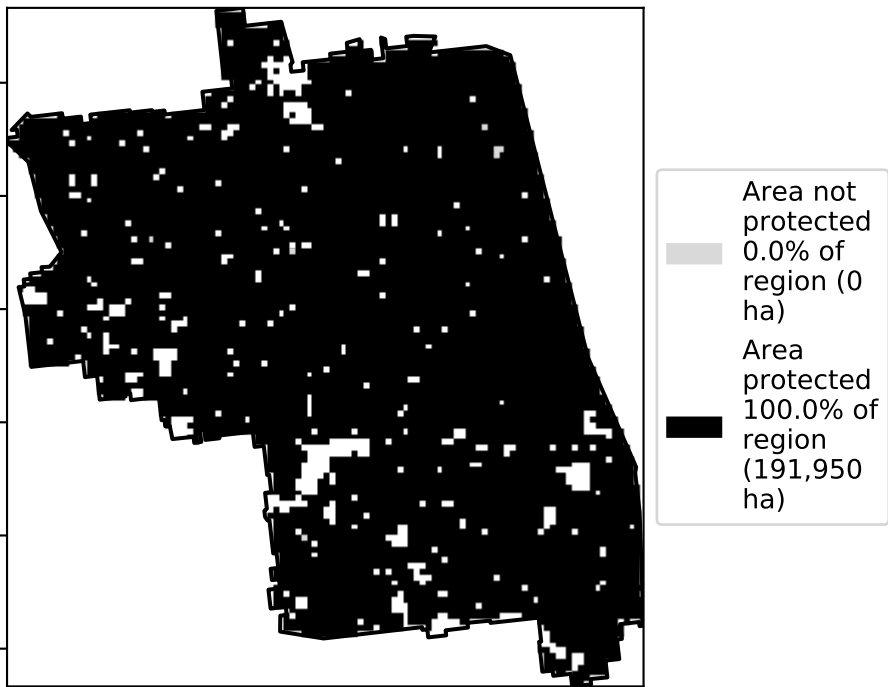 Area not
protected
0.0% of
region (0
ha)
Area
protected
100.0% of
region
(191,950
ha)